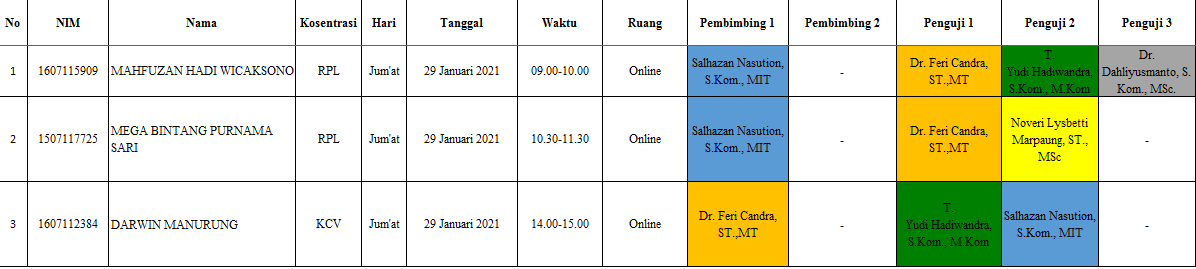 No NIM Nama Kosentrasi Hari Tanggal Waktu Ruang Pembimbing 1 Pembimbing 2 Penguji 1 Penguji 2 Penguji 3
1 1607115909 MAHFUZAN HADI WICAKSONO RPL Jum'at 29 Januari 2021 09.00-10.00 Online
Salhazan Nasution,
S.Kom., MIT
-
Dr. Feri Candra,
ST.,MT
T.
Yudi Hadiwandra,
S.Kom., M.Kom
Dr.
Dahliyusmanto, S.
Kom., MSc.
2 1507117725
MEGA BINTANG PURNAMA
SARI
RPL Jum'at 29 Januari 2021 10.30-11.30 Online
Salhazan Nasution,
S.Kom., MIT
-
Dr. Feri Candra,
ST.,MT
Noveri Lysbetti
Marpaung, ST.,
MSc
-
3 1607112384 DARWIN MANURUNG KCV Jum'at 29 Januari 2021 14.00-15.00 Online
Dr. Feri Candra,
ST.,MT
-
T.
Yudi Hadiwandra,
S.Kom., M.Kom
Salhazan Nasution,
S.Kom., MIT
-